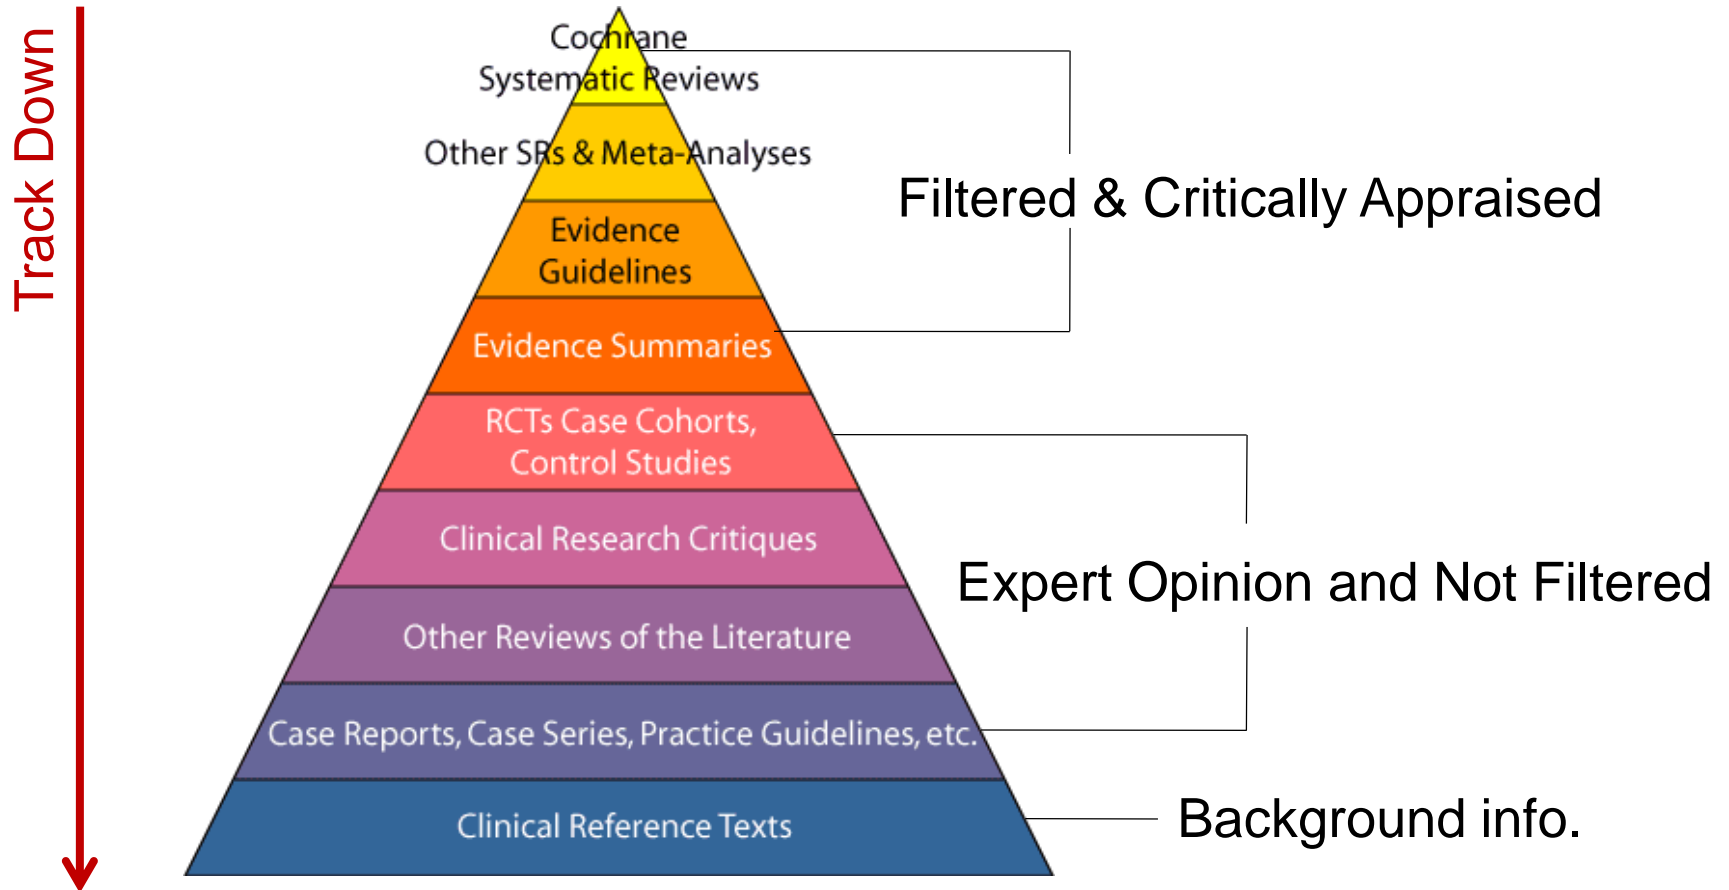 Track Down
Cochrane
Systematic Reviews
Other SRs & Meta-Analyses
Evidence
Guidelines
Evidence Summaries
RCTs Case Cohorts,
Control Studies
Clinical Research Critiques
Other Reviews of the Literature
Case Reports, Case Series, Practice Guidelines, etc.
Clinical Reference Texts
Filtered & Critically Appraised
Expert Opinion and Not Filtered
Background info.